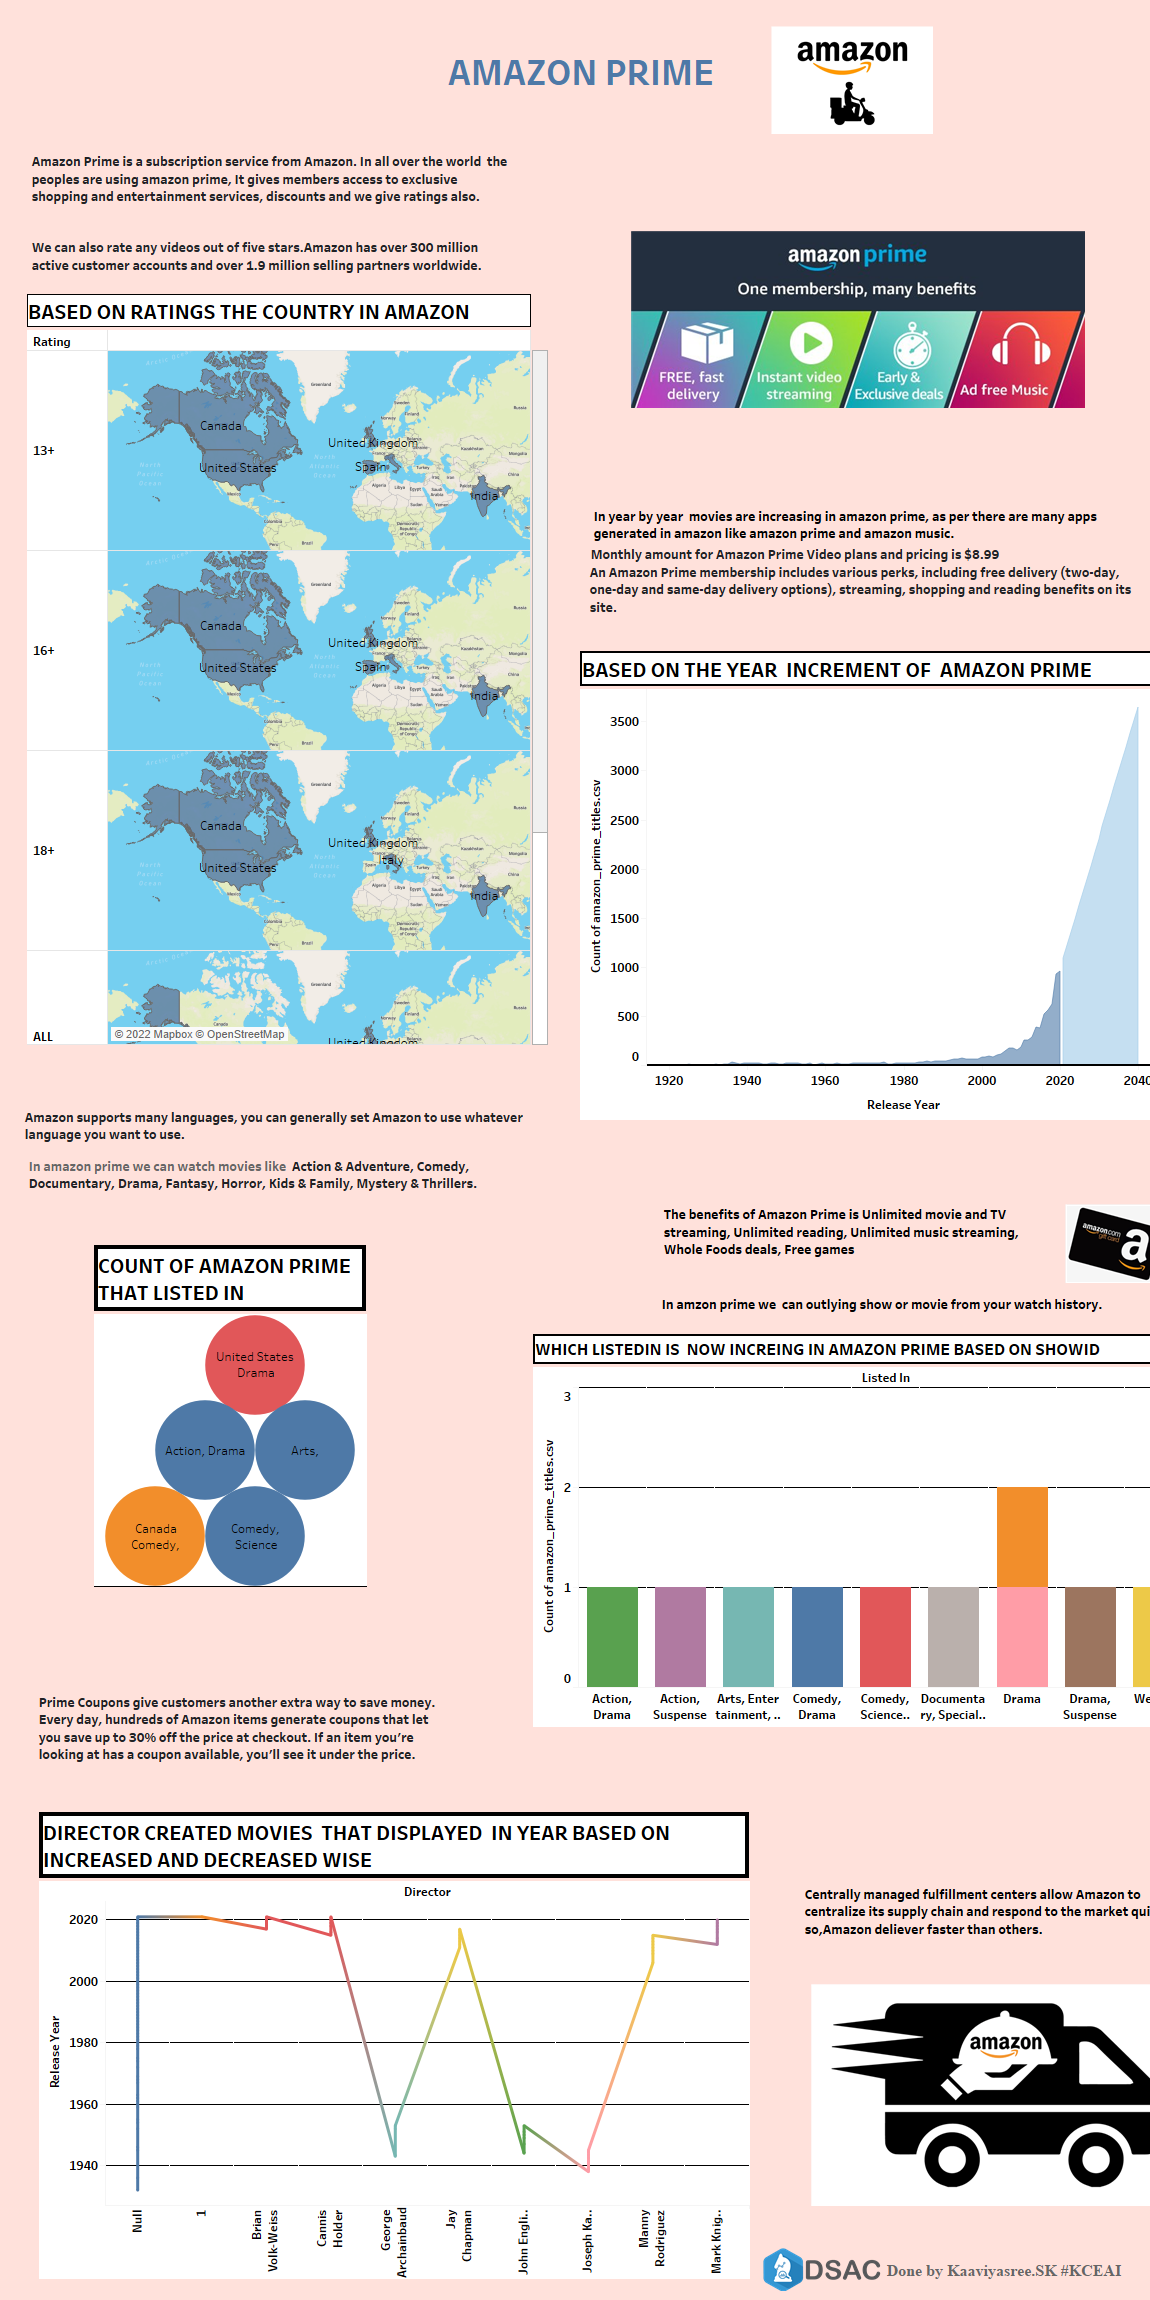 AMAZON PRIME
amazon
Amazon Prime is a subscription service from Amazon. In all over the world  the
peoples are using amazon prime, It gives members access to exclusive
shopping and entertainment services, discounts and we give ratings also.
We can also rate any videos out of five stars.Amazon has over 300 million
active customer accounts and over 1.9 million selling partners worldwide.
amazon prime
One membership, many benefits
FREE, fast
delivery
Instant video
streaming
Early &
Exclusive deals
Ad free Music
BASED ON RATINGS THE COUNTRY IN AMAZON
Rating
13+
Canada
United States
United Kingdom
Spain
India
16+
Canada
United States
United Kingdom
Spain
India
18+
Canada
United States
United Kingdom
Italy
India
ALL
United Kingdom
© 2022 Mapbox © OpenStreetMap
In year by year  movies are increasing in amazon prime, as per there are many apps
generated in amazon like amazon prime and amazon music.
Monthly amount for Amazon Prime Video plans and pricing is $8.99
An Amazon Prime membership includes various perks, including free delivery (two-day,
one-day and same-day delivery options), streaming, shopping and reading benefits on its
site.
BASED ON THE YEAR  INCREMENT OF  AMAZON PRIME
Count of amazon_prime_titles.csv
3500
3000
2500
2000
1500
1000
500
0
1920 1940 1960 1980 2000 2020 2040
Release Year
Amazon supports many languages, you can generally set Amazon to use whatever
language you want to use.
In amazon prime we can watch movies like  Action & Adventure, Comedy,
Documentary, Drama, Fantasy, Horror, Kids & Family, Mystery & Thrillers.
The benefits of Amazon Prime is Unlimited movie and TV
streaming, Unlimited reading, Unlimited music streaming,
Whole Foods deals, Free games
amazon.com
gift card
In amzon prime we  can outlying show or movie from your watch history.
COUNT OF AMAZON PRIME
THAT LISTED IN
United States
Drama
Action, Drama
Arts,
Canada
Comedy,
Comedy,
Science
WHICH LISTEDIN IS  NOW INCREING IN AMAZON PRIME BASED ON SHOWID
Listed In
Count of amazon_prime_titles.csv
3
2
1
0
Action,
Drama
Action,
Suspense
Arts, Enter
tainment, ..
Comedy,
Drama
Comedy,
Science..
Documenta
ry, Special..
Drama
Drama,
Suspense
We
Prime Coupons give customers another extra way to save money.
Every day, hundreds of Amazon items generate coupons that let
you save up to 30% off the price at checkout. If an item you're
looking at has a coupon available, you'll see it under the price.
DIRECTOR CREATED MOVIES  THAT DISPLAYED  IN YEAR BASED ON
INCREASED AND DECREASED WISE
Director
Release Year
2020
2000
1980
1960
1940
Null
1
Brian
Volk-Weiss
Cannis
Holder
George
Archainbaud
Jay
Chapman
John Engli..
Joseph Ka..
Manny
Rodriguez
Mark Knig..
Centrally managed fulfillment centers allow Amazon to
centralize its supply chain and respond to the market qui
so,Amazon deliever faster than others.
amazon
DSAC Done by Kaaviyasree.SK #KCEAI